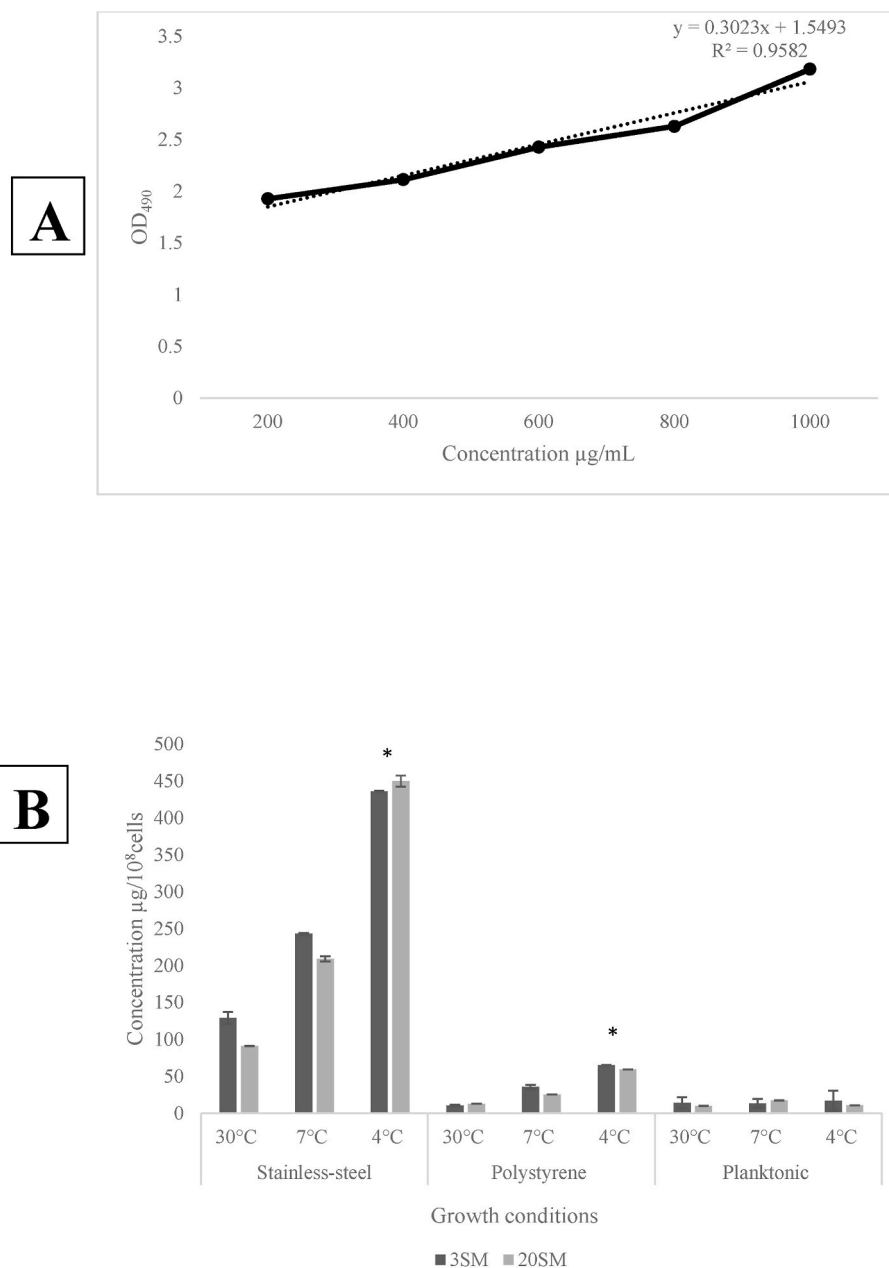 A
y = 0.3023x + 1.5493
R² = 0.9582
3.5
3
2.5
2
1.5
1
0.5
0
OD₄₉₀
200 400 600 800 1000
Concentration µg/mL
B
500
450
400
350
300
250
200
150
100
50
0
Concentration µg/10⁸cells
*
*
30°C 7°C 4°C 30°C 7°C 4°C 30°C 7°C 4°C
Stainless-steel Polystyrene Planktonic
Growth conditions
3SM 20SM